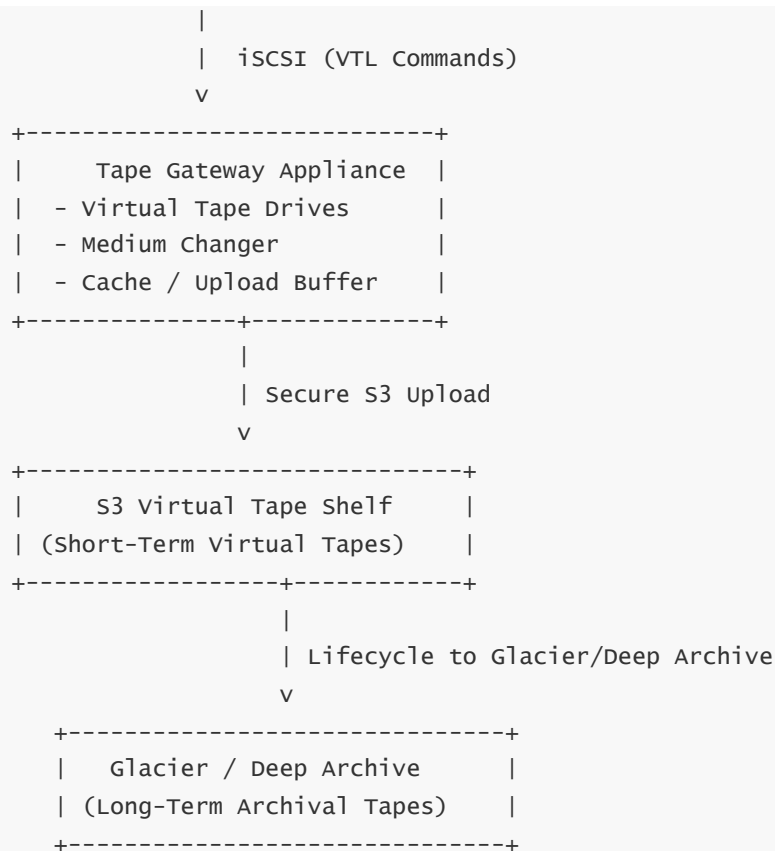 |
| iSCSI (VTL Commands)
v
+-----------------------------+
| Tape Gateway Appliance |
| - Virtual Tape Drives |
| - Medium Changer |
| - Cache / Upload Buffer |
+---------------+-------------+
|
| Secure S3 Upload
v
+-------------------------------+
| S3 Virtual Tape Shelf |
| (Short-Term Virtual Tapes) |
+------------------+------------+
|
| Lifecycle to Glacier/Deep Archive
v
+-------------------------------+
| Glacier / Deep Archive |
| (Long-Term Archival Tapes) |
+-------------------------------+